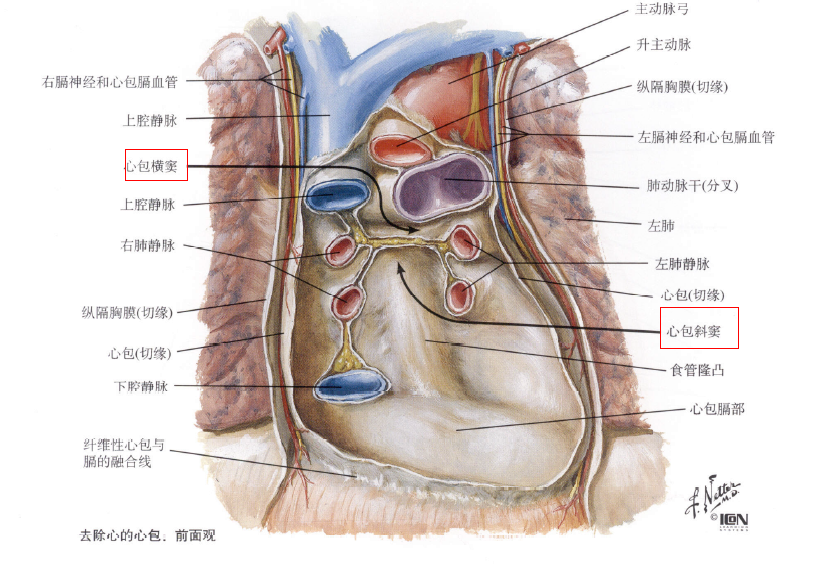 主动脉弓
升主动脉
右膈神经和心包膈血管
纵隔胸膜(切缘)
上腔静脉
左膈神经和心包膈血管
心包横窦
肺动脉干(分叉)
上腔静脉
左肺
右肺静脉
左肺静脉
心包(切缘)
纵隔胸膜(切缘)
心包斜窦
心包(切缘)
食管隆凸
下腔静脉
心包膈部
纤维性心包与
膈的融合线
F. Netter
M.D.
©ICON
LEARNING
SYSTEMS
去除心的心包：前面观